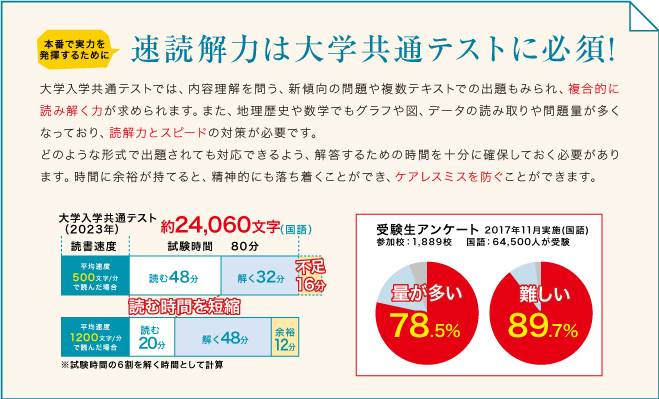 本番で実力を
発揮するために
速読解力は大学共通テストに必須!
大学入学共通テストでは、内容理解を問う、新傾向の問題や複数テキストでの出題もみられ、複合的に
読み解く力が求められます。また、地理歴史や数学でもグラフや図、データの読み取りや問題量が多く
なっており、読解力とスピードの対策が必要です。
どのような形式で出題されても対応できるよう、解答するための時間を十分に確保しておく必要があり
ます。時間に余裕が持てると、精神的にも落ち着くことができ、ケアレスミスを防ぐことができます。
大学入学共通テスト
(2023年)
約24,060文字(国語)
読書速度 試験時間 80分
平均速度
500文字/分
で読んだ場合
読む48分
解く32分
不足
16分
読む時間を短縮
平均速度
1200文字/分
で読んだ場合
読む
20分
解く48分
余裕
12分
※試験時間の6割を解く時間として計算
受験生アンケート 2017年11月実施(国語)
参加校:1,889校 国語:64,500人が受験
量が多い
78.5%
難しい
89.7%